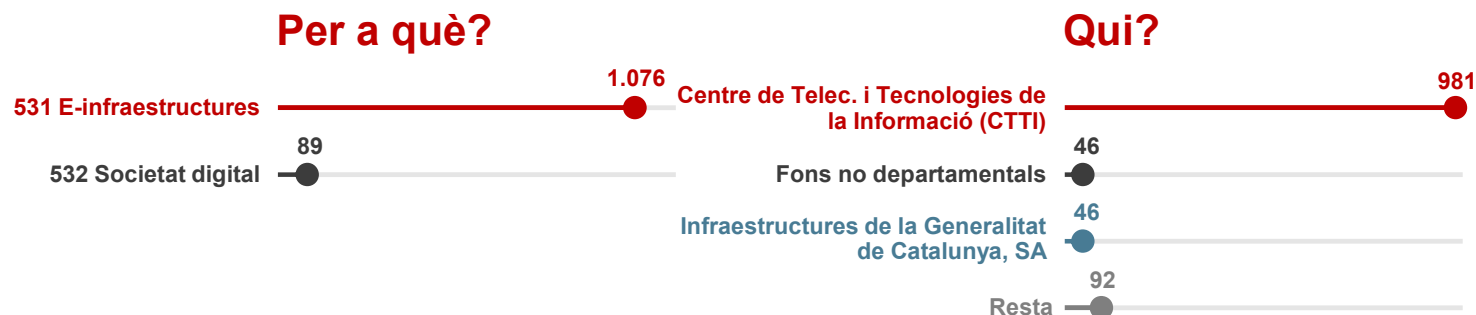 Per a què?
1.076
531 E-infraestructures
89
532 Societat digital
Qui?
981
Centre de Telec. i Tecnologies de
la Informació (CTTI)
46
Fons no departamentals
46
Infraestructures de la Generalitat
de Catalunya, SA
92
Resta